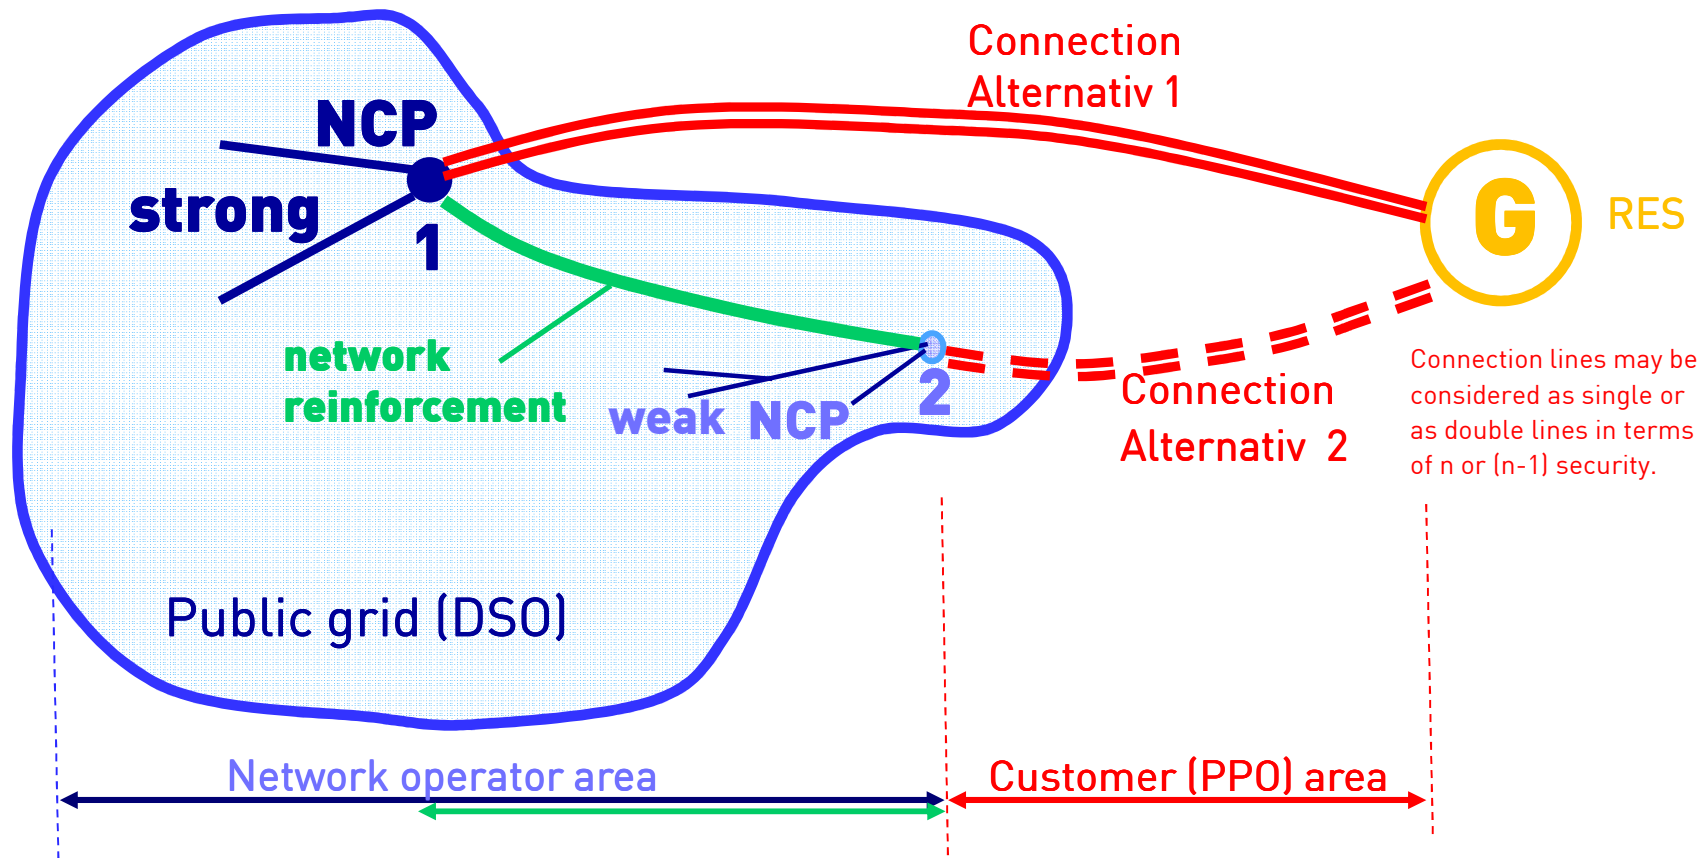 Connection
Alternativ 1
NCP
strong
1
G
RES
network
reinforcement
weak NCP
2
Connection
Alternativ 2
Connection lines may be
considered as single or
as double lines in terms
of n or (n-1) security.
Public grid (DSO)
Network operator area
Customer (PPO) area